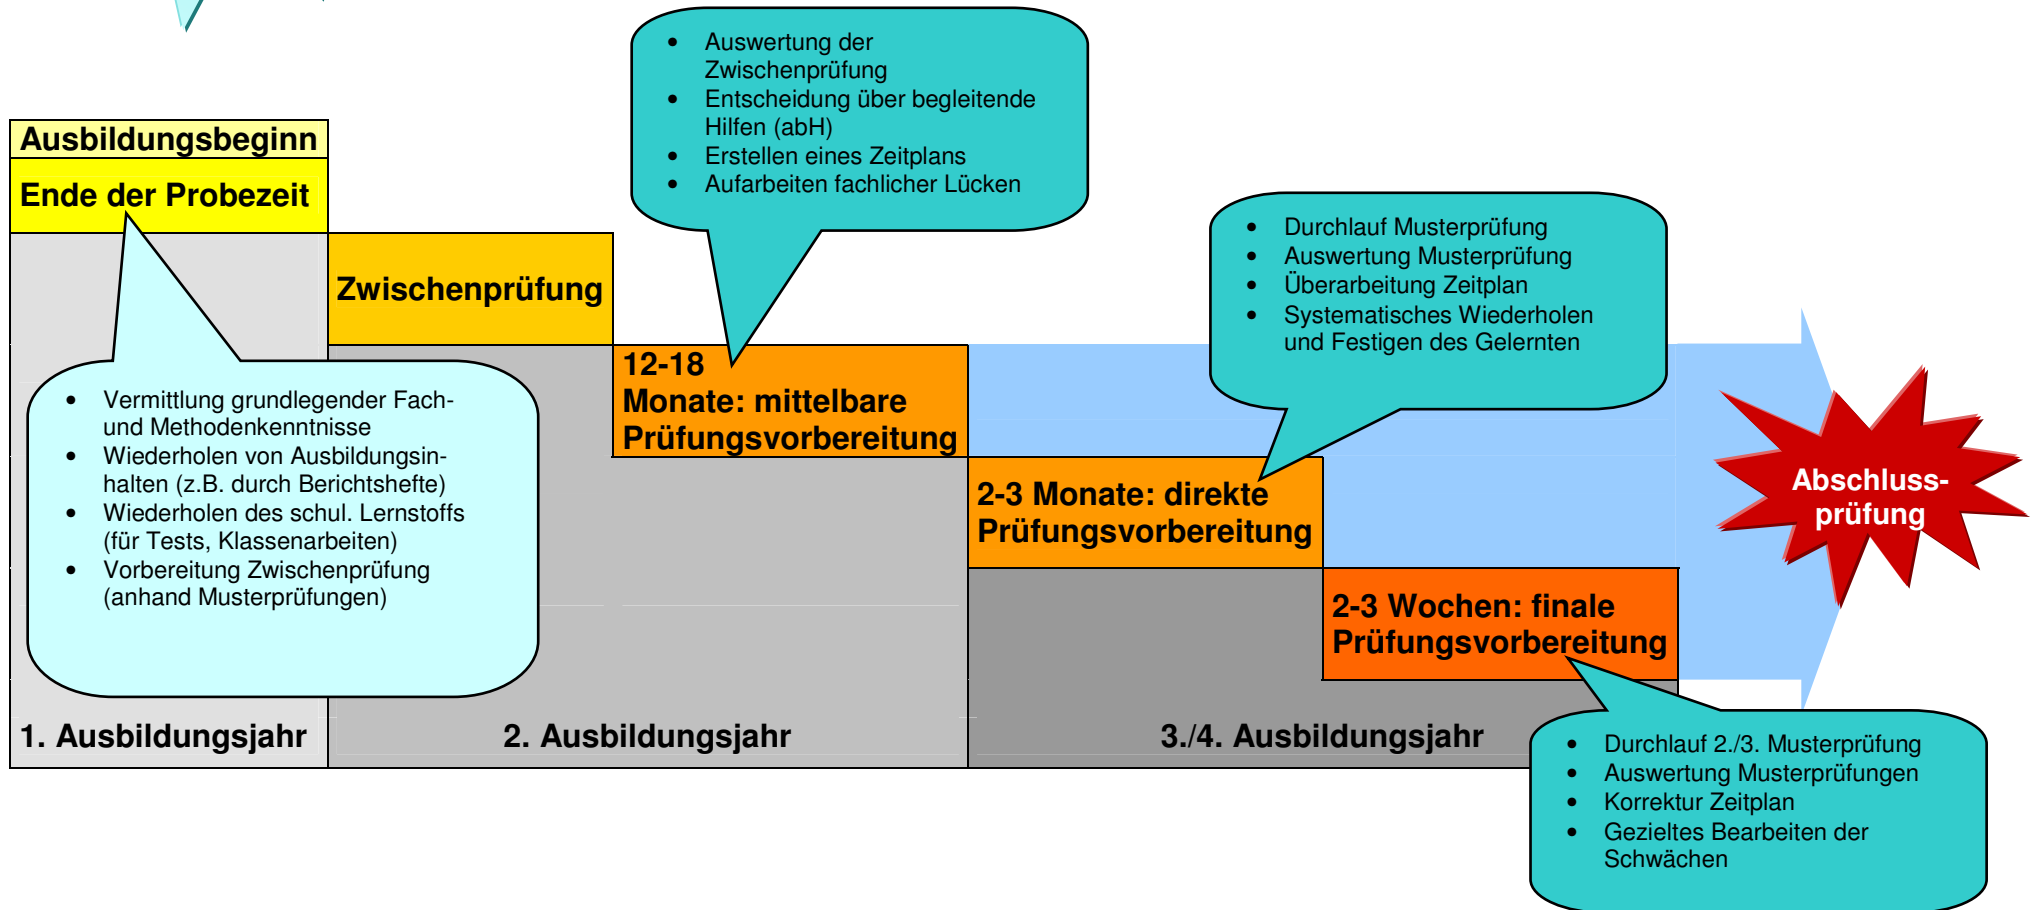 Ausbildungsbeginn
Ende der Probezeit
• Vermittlung grundlegender Fach-
und Methodenkenntnisse
• Wiederholen von Ausbildungsin-
halten (z.B. durch Berichtshefte)
• Wiederholen des schul. Lernstoffs
(für Tests, Klassenarbeiten)
• Vorbereitung Zwischenprüfung
(anhand Musterprüfungen)
1. Ausbildungsjahr
Zwischenprüfung
• Auswertung der
Zwischenprüfung
• Entscheidung über begleitende
Hilfen (abH)
• Erstellen eines Zeitplans
• Aufarbeiten fachlicher Lücken
12-18
Monate: mittelbare
Prüfungsvorbereitung
2. Ausbildungsjahr
• Durchlauf Musterprüfung
• Auswertung Musterprüfung
• Überarbeitung Zeitplan
• Systematisches Wiederholen
und Festigen des Gelernten
2-3 Monate: direkte
Prüfungsvorbereitung
2-3 Wochen: finale
Prüfungsvorbereitung
3./4. Ausbildungsjahr
• Durchlauf 2./3. Musterprüfung
• Auswertung Musterprüfungen
• Korrektur Zeitplan
• Gezieltes Bearbeiten der
Schwächen
Abschluss-
prüfung